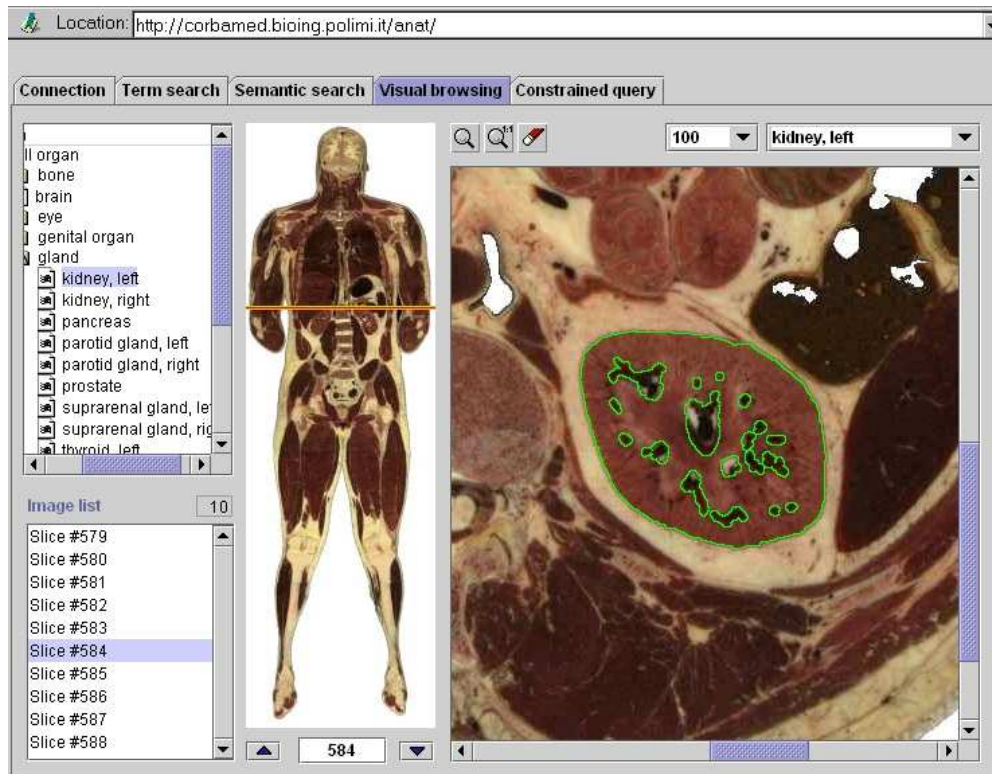 Location: http://corbamed.bioing.polimi.it/anat/
Connection Term search Semantic search Visual browsing Constrained query
100 kidney, left
ll organ
bone
brain
eye
genital organ
gland
kidney, left
kidney, right
pancreas
parotid gland, left
parotid gland, right
prostate
suprarenal gland, le
suprarenal gland, rig
thyroid, left
Image list 10
Slice #579
Slice #580
Slice #581
Slice #582
Slice #583
Slice #584
Slice #585
Slice #586
Slice #587
Slice #588
584